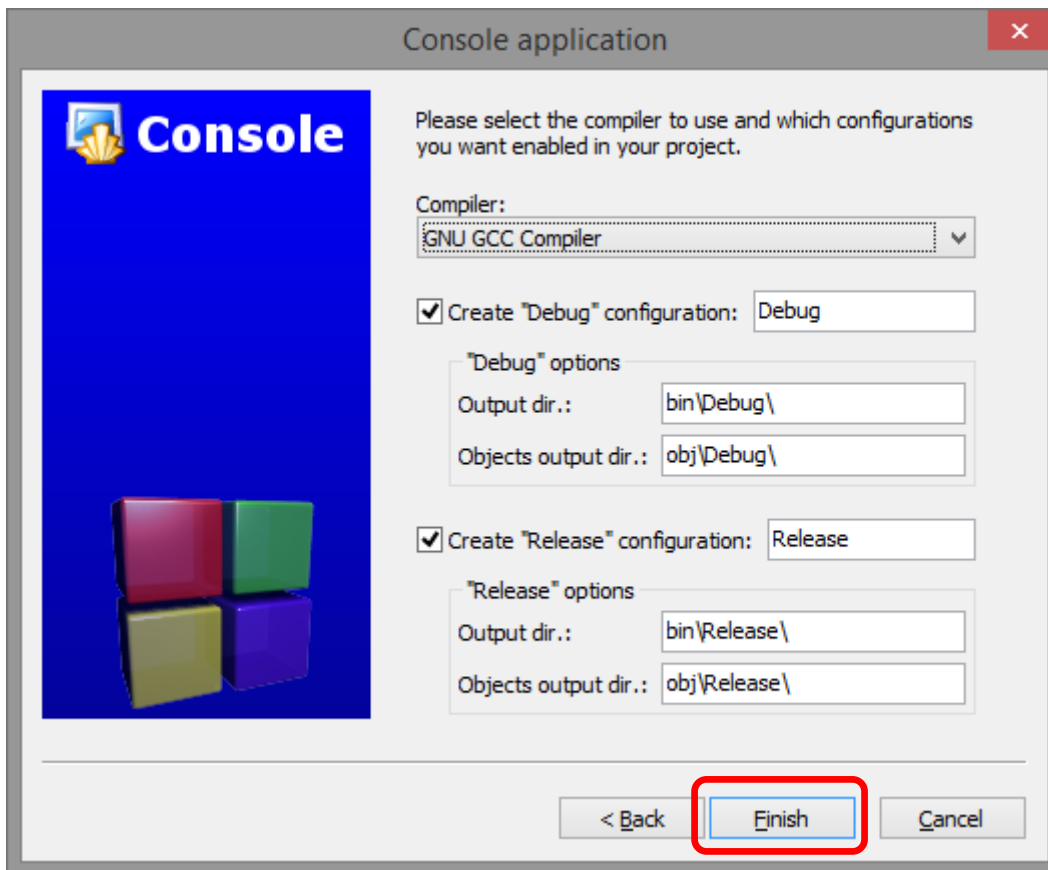 Console application
Console
Please select the compiler to use and which configurations
you want enabled in your project.
Compiler:
GNU GCC Compiler
Create "Debug" configuration: Debug
"Debug" options
Output dir.: bin\Debug\
Objects output dir.: obj\Debug\
Create "Release" configuration: Release
"Release" options
Output dir.: bin\Release\
Objects output dir.: obj\Release\
< Back Finish Cancel